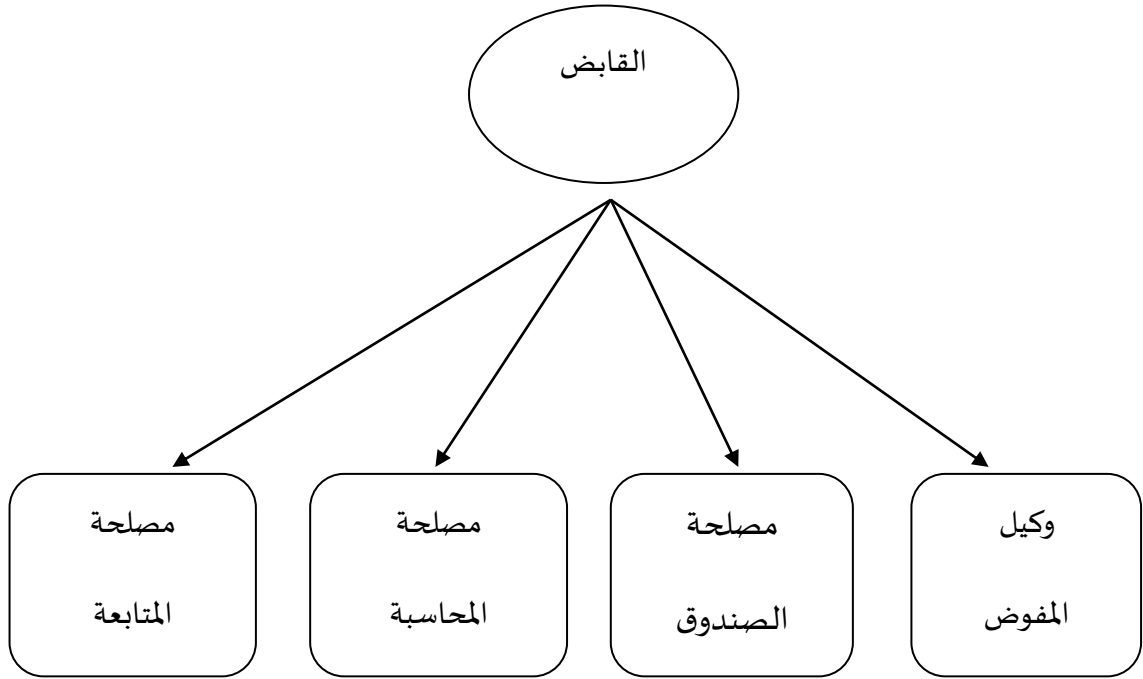 القابض
وكيل
المفوض
مصلحة
الصندوق
مصلحة
المحاسبة
مصلحة
المتابعة